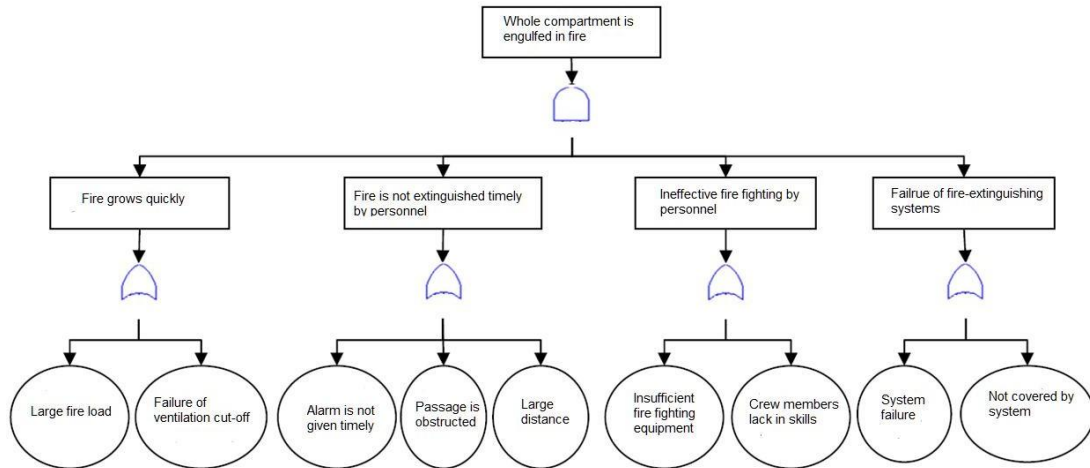 Whole compartment is
engulfed in fire
Fire grows quickly
Fire is not extinguished timely
by personnel
Ineffective fire fighting by
personnel
Failrue of fire-extinguishing
systems
Large fire load
Failure of
ventilation cut-off
Alarm is not
given timely
Passage is
obstructed
Large
distance
Insufficient
fire fighting
equipment
Crew members
lack in skills
System
failure
Not covered by
system